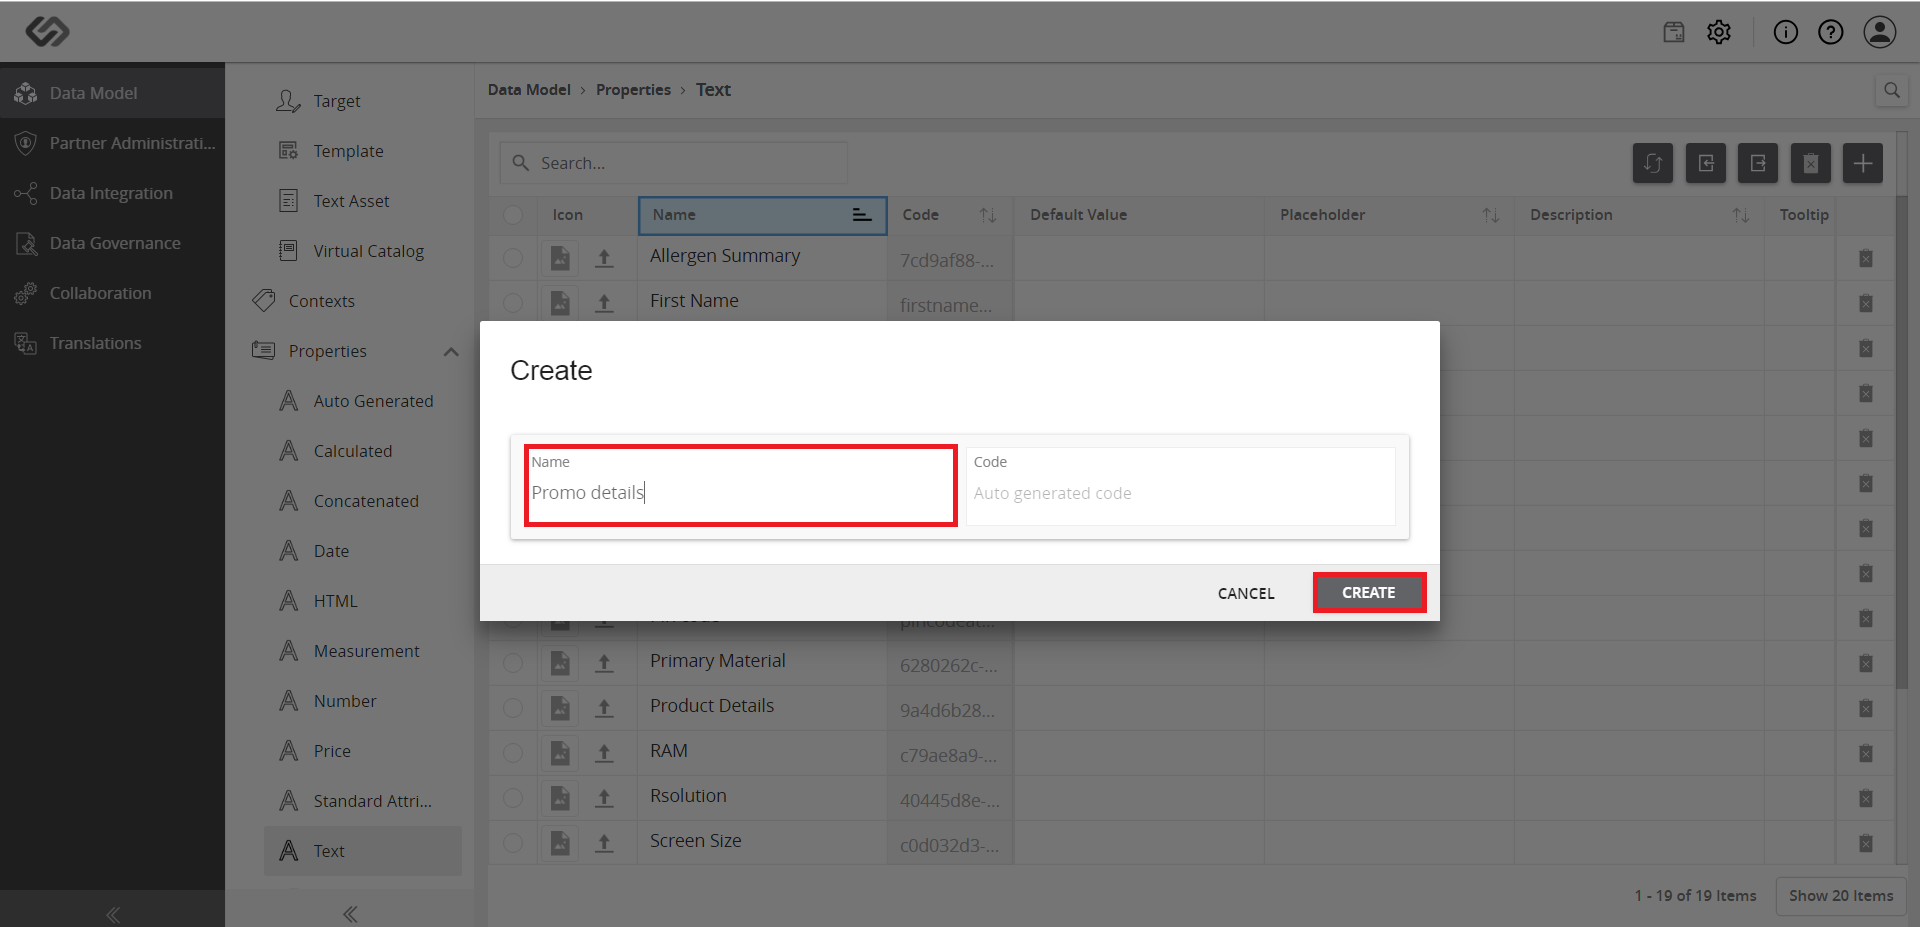 Data Model
Partner Administrati...
Data Integration
Data Governance
Collaboration
Translations
Target
Template
Text Asset
Virtual Catalog
Contexts
Properties
Auto Generated
Calculated
Concatenated
Date
HTML
Measurement
Number
Price
Standard Attri...
Text
Data Model › Properties › Text
Search...
Icon Name Code Default Value Placeholder Description Tooltip
Allergen Summary 7cd9af88-...
First Name firstname...
Create
Name
Promo details
Code
Auto generated code
CANCEL CREATE
Primary Material 6280262c-...
Product Details 9a4d6b28...
RAM c79ae8a9-...
Rsolution 40445d8e-...
Screen Size c0d032d3-...
1 - 19 of 19 Items Show 20 Items